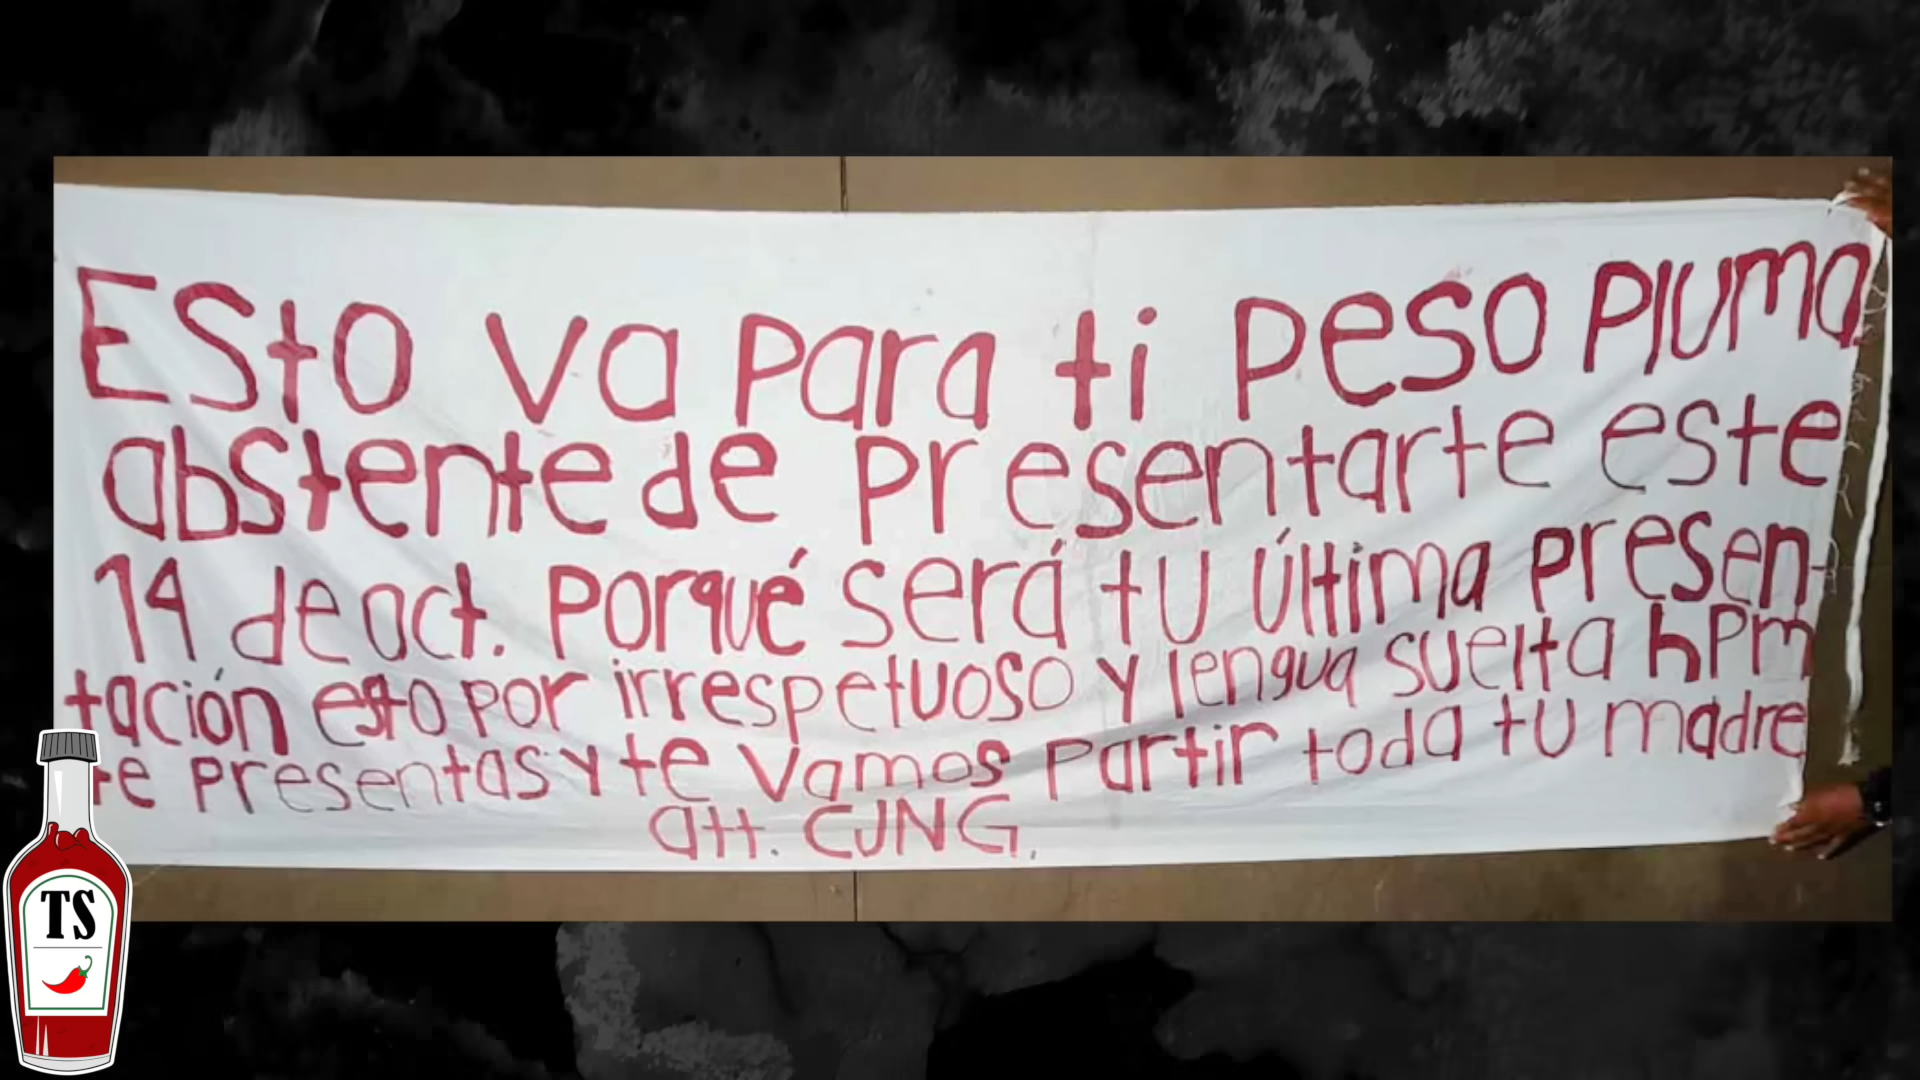 Esto va para ti peso pluma
abstente de presentarte este
14 de oct. porqué será tu última presen-
tación esto por irrespetuoso y lengua suelta hpm
te presentas y te vamos partir toda tu madre
att. CJNG.
TS